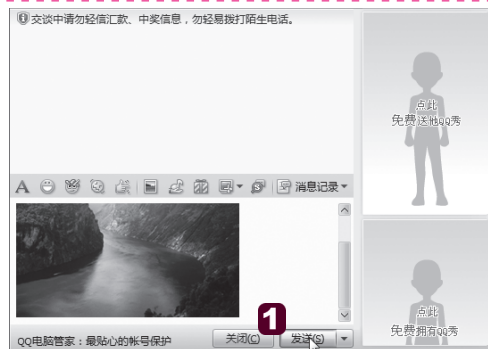 交谈中请勿轻信汇款、中奖信息，勿轻易拨打陌生电话。
点此
免费送他QQ秀
A
消息记录
1
QQ电脑管家：最贴心的帐号保护
关闭(C)
发送(S)
点此
免费拥有QQ秀